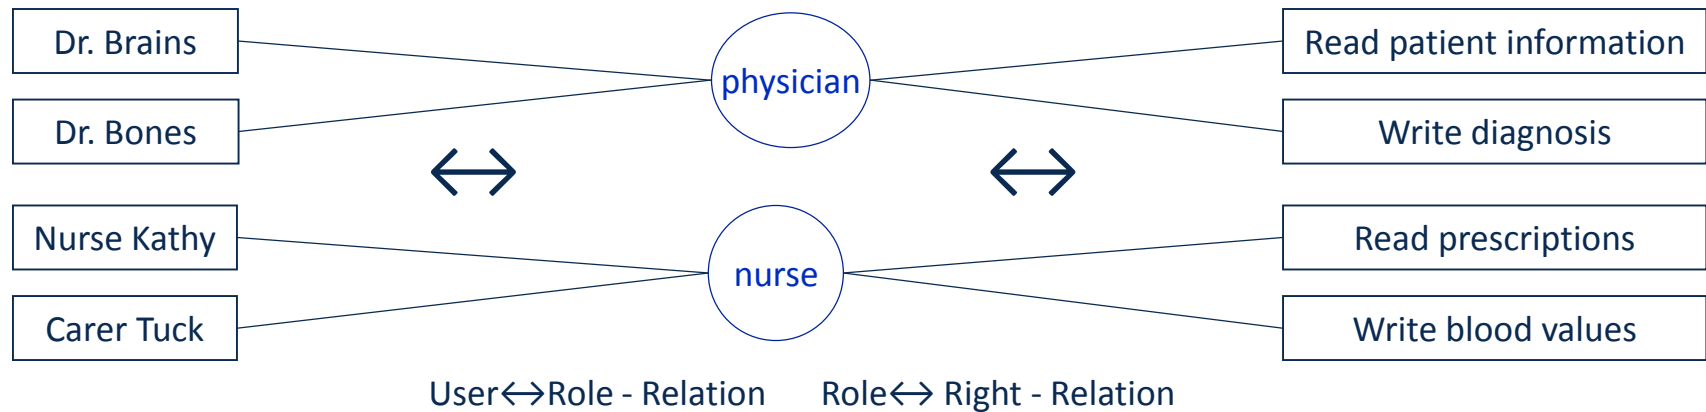 Dr. Brains
Dr. Bones
Nurse Kathy
Carer Tuck
physician
nurse
Read patient information
Write diagnosis
Read prescriptions
Write blood values
User↔Role - Relation
Role↔ Right - Relation